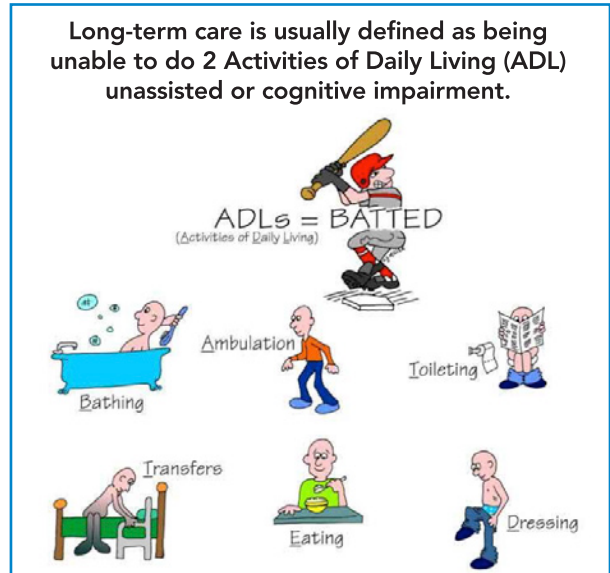 Long-term care is usually defined as being
unable to do 2 Activities of Daily Living (ADL)
unassisted or cognitive impairment.
ADLs = BATTED
(Activities of Daily Living)
Bathing
Ambulation
Toileting
Transfers
Eating
Dressing